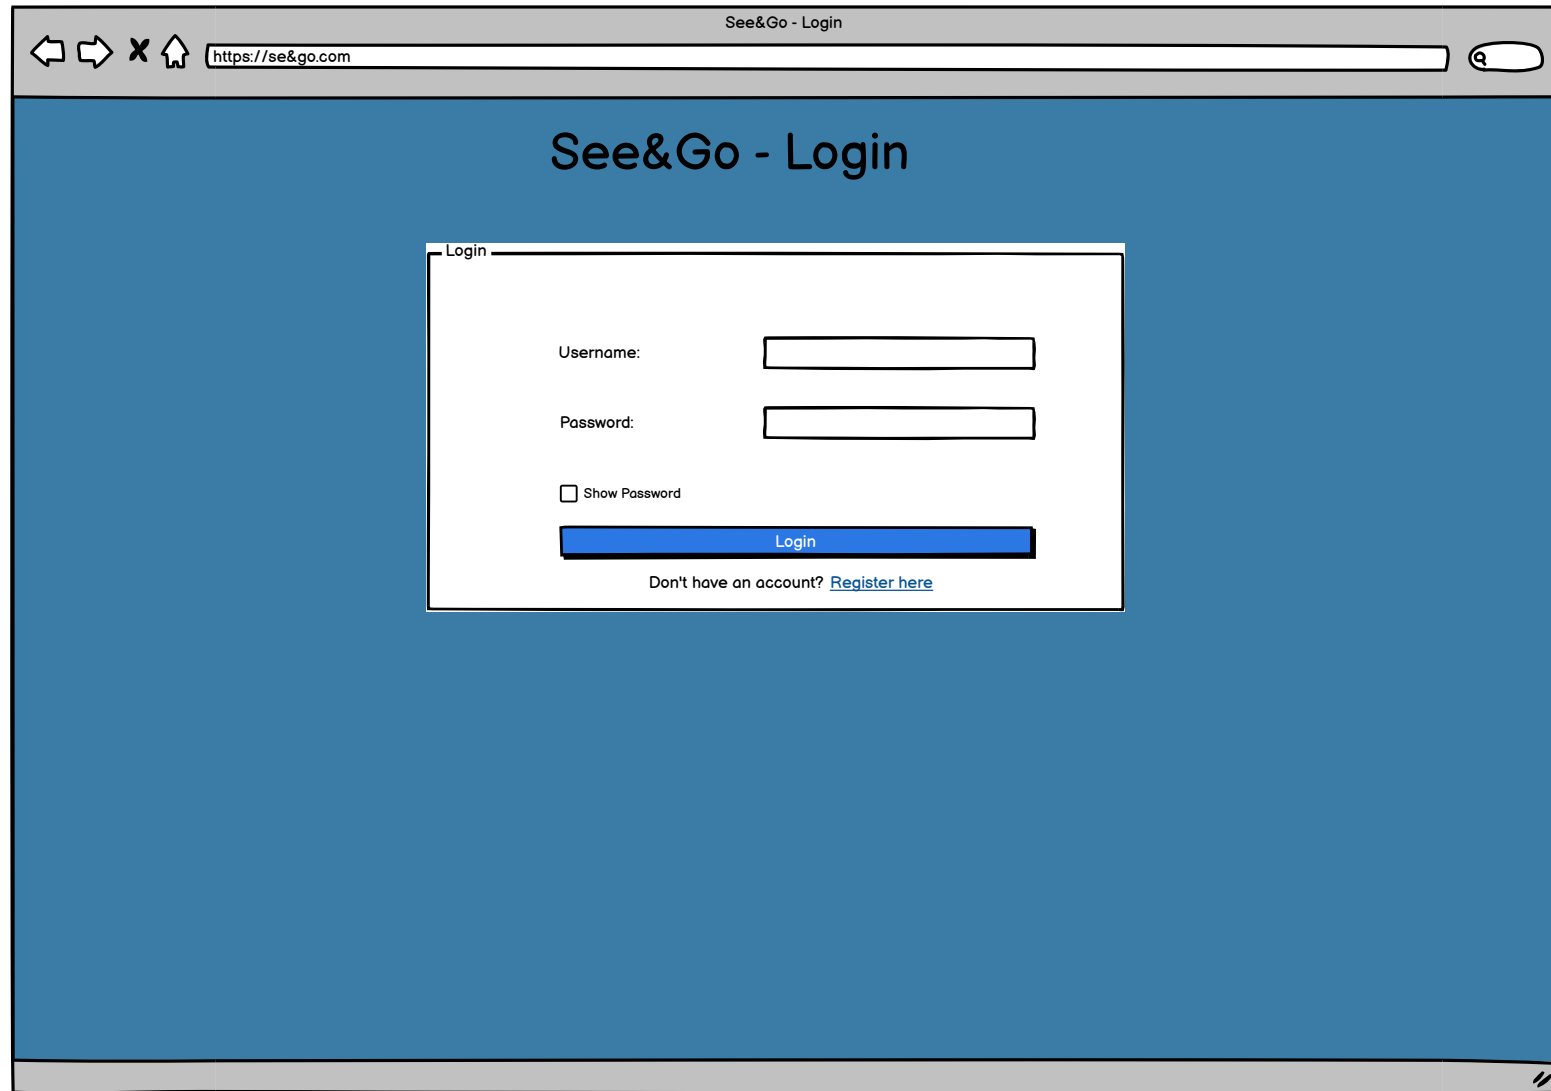 See&Go - Login
https://se&go.com
See&Go - Login
Login
Username:
Password:
Show Password
Login
Don't have an account? Register here